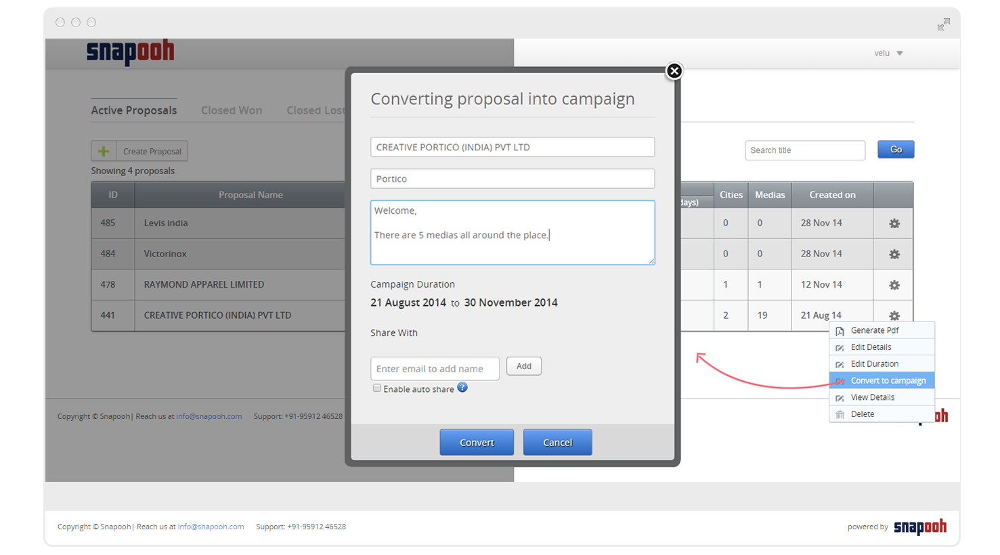 snapooh
velu
Active Proposals
Closed Won
Closed Lost
Create Proposal
Showing 4 proposals
Search title
Go
ID
Proposal Name
days)
Cities
Medias
Created on
485
Levis india
0
0
28 Nov 14
484
Victorinox
0
0
28 Nov 14
478
RAYMOND APPAREL LIMITED
1
1
12 Nov 14
441
CREATIVE PORTICO (INDIA) PVT LTD
2
19
21 Aug 14
Converting proposal into campaign
CREATIVE PORTICO (INDIA) PVT LTD
Portico
Welcome,
There are 5 medias all around the place.
Campaign Duration
21 August 2014 to 30 November 2014
Share With
Enter email to add name
Add
Enable auto share ?
Convert
Cancel
Generate Pdf
Edit Details
Edit Duration
Convert to campaign
View Details
Delete
Copyright © Snapooh| Reach us at info@snapooh.com Support: +91-95912 46528
oh
Copyright © Snapooh| Reach us at info@snapooh.com Support: +91-95912 46528
powered by snapooh